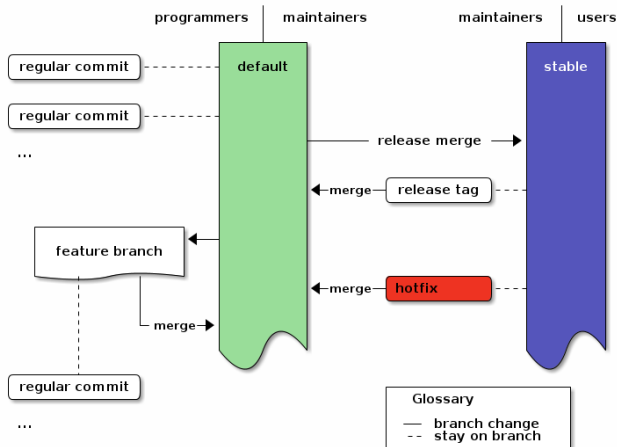 programmers maintainers maintainers users
regular commit default stable
regular commit
release merge
...
merge release tag
feature branch
merge hotfix
merge
regular commit
Glossary
...
branch change
stay on branch